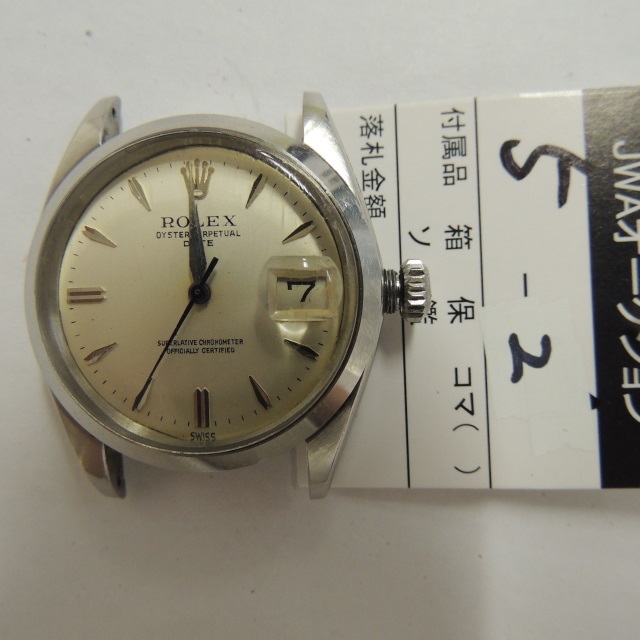 ROLEX
OYSTER PERPETUAL
DATE
17
SUPERLATIVE CHRONOMETER
OFFICIALLY CERTIFIED
SWISS
JWAオークション
5-2
付属品 箱 保 コマ( )
落札金額 ソ